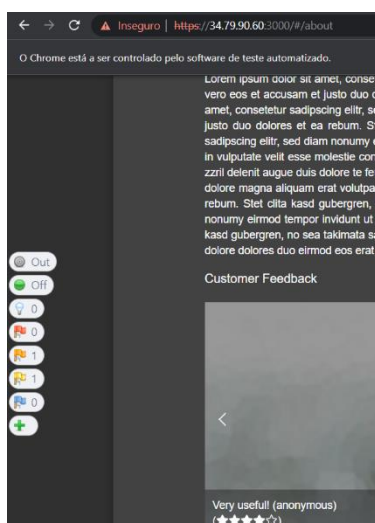 Inseguro | https://34.79.90.60:3000/#/about
O Chrome está a ser controlado pelo software de teste automatizado.
Lorem ipsum dolor sit amet, conse
vero eos et accusam et justo duo
amet, consetetur sadipscing elitr, se
justo duo dolores et ea rebum. S
sadipscing elitr, sed diam nonumy
in vulputate velit esse molestie con
zzril delenit augue duis dolore te fe
dolore magna aliquam erat volutpa
rebum. Stet clita kasd gubergren,
nonumy eirmod tempor invidunt ut
kasd gubergren, no sea takimata sa
dolore dolores duo eirmod eos erat
Out
Off
0
0
1
1
0
Customer Feedback
Very useful! (anonymous)
(★★★★☆)